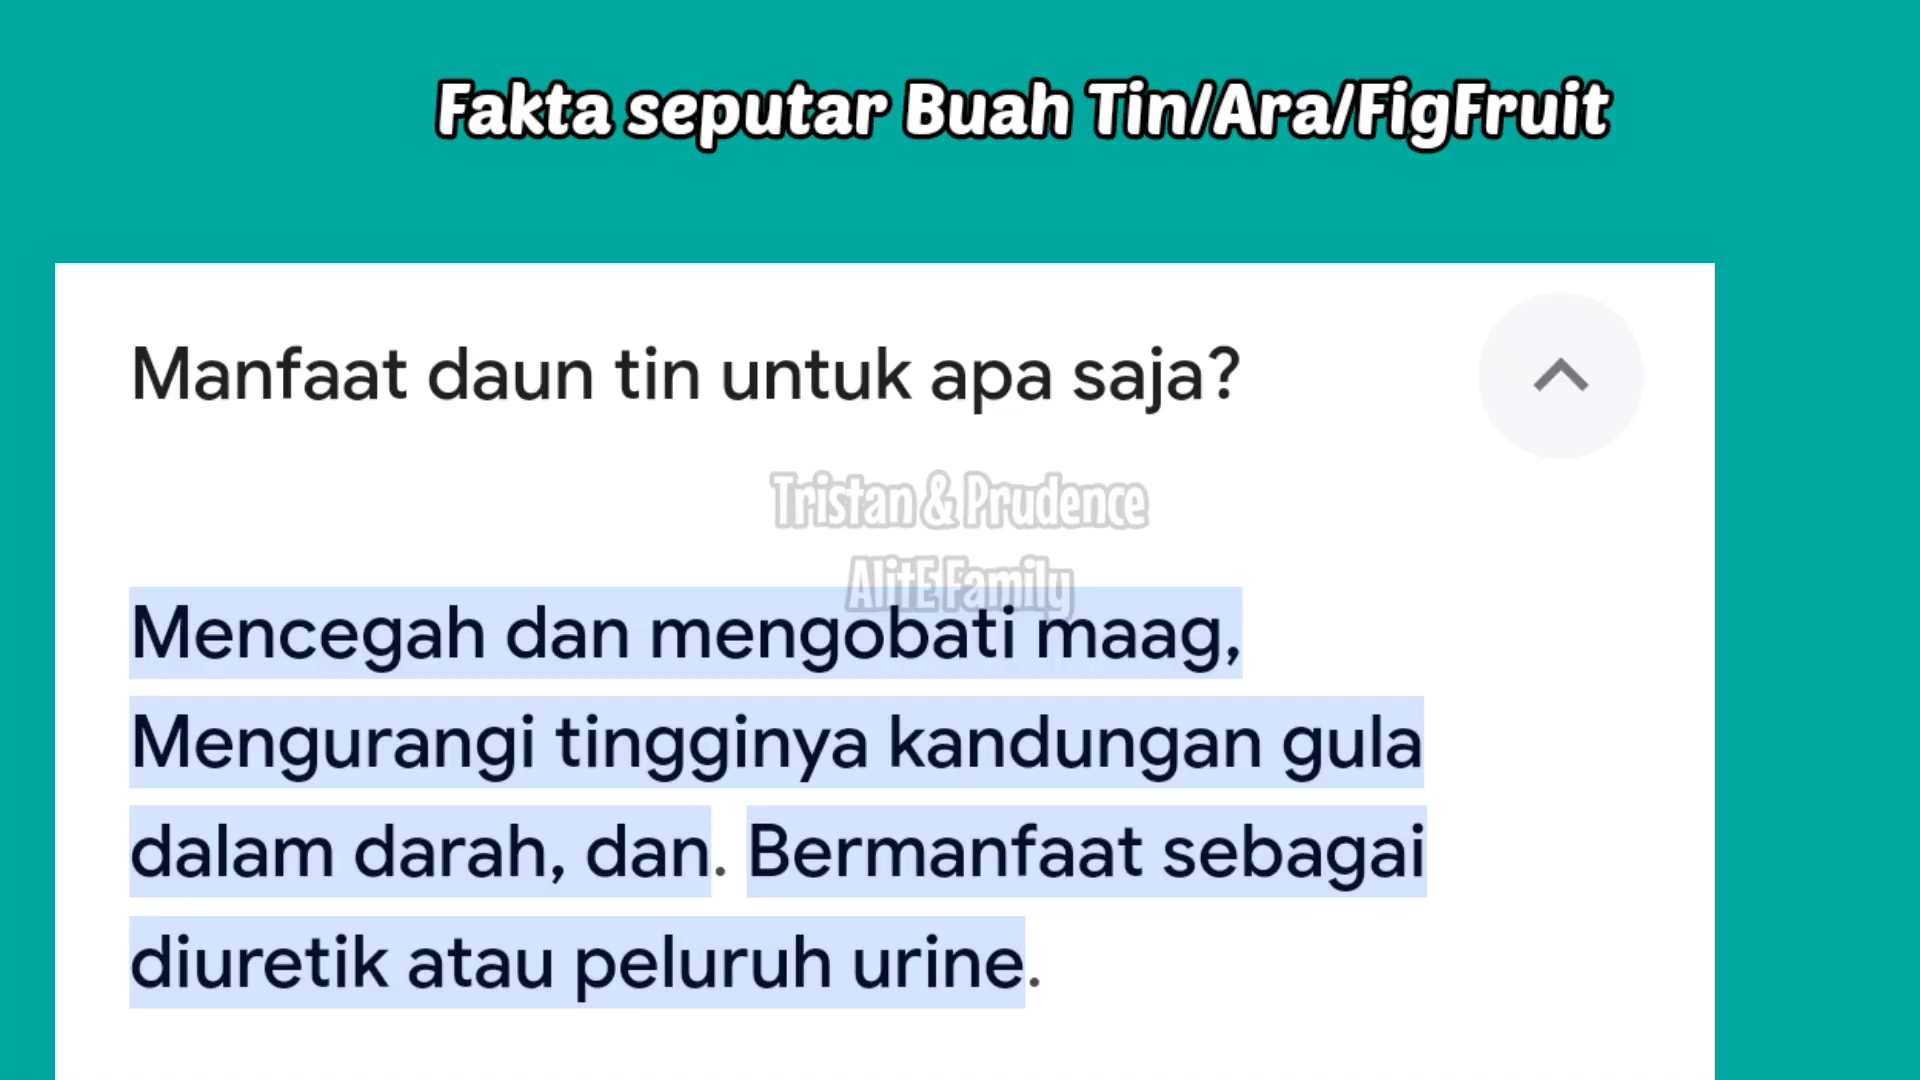 Fakta seputar Buah Tin/Ara/FigFruit
Manfaat daun tin untuk apa saja?
Tristan & Prudence
AlitE Family
Mencegah dan mengobati maag,
Mengurangi tingginya kandungan gula
dalam darah, dan. Bermanfaat sebagai
diuretik atau peluruh urine.